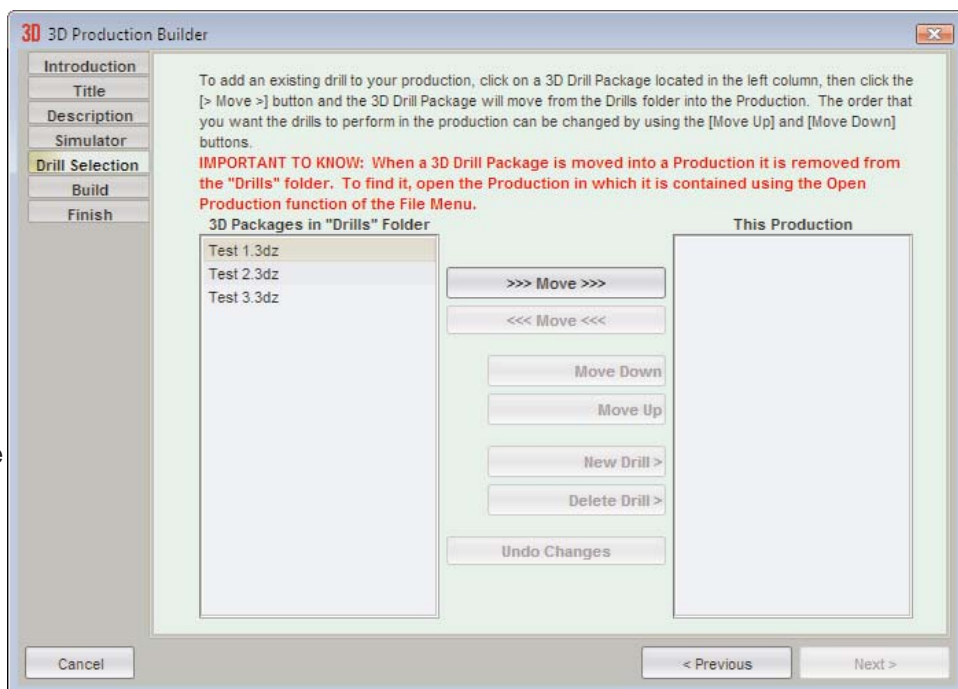 3D 3D Production Builder
Introduction
Title
Description
Simulator
Drill Selection
Build
Finish
To add an existing drill to your production, click on a 3D Drill Package located in the left column, then click the
[> Move >] button and the 3D Drill Package will move from the Drills folder into the Production. The order that
you want the drills to perform in the production can be changed by using the [Move Up] and [Move Down]
buttons.
IMPORTANT TO KNOW: When a 3D Drill Package is moved into a Production it is removed from
the "Drills" folder. To find it, open the Production in which it is contained using the Open
Production function of the File Menu.
3D Packages in "Drills" Folder
Test 1.3dz
Test 2.3dz
Test 3.3dz
>>> Move >>>
<<< Move <<<
Move Down
Move Up
New Drill >
Delete Drill >
Undo Changes
This Production
e
Cancel
< Previous
Next >